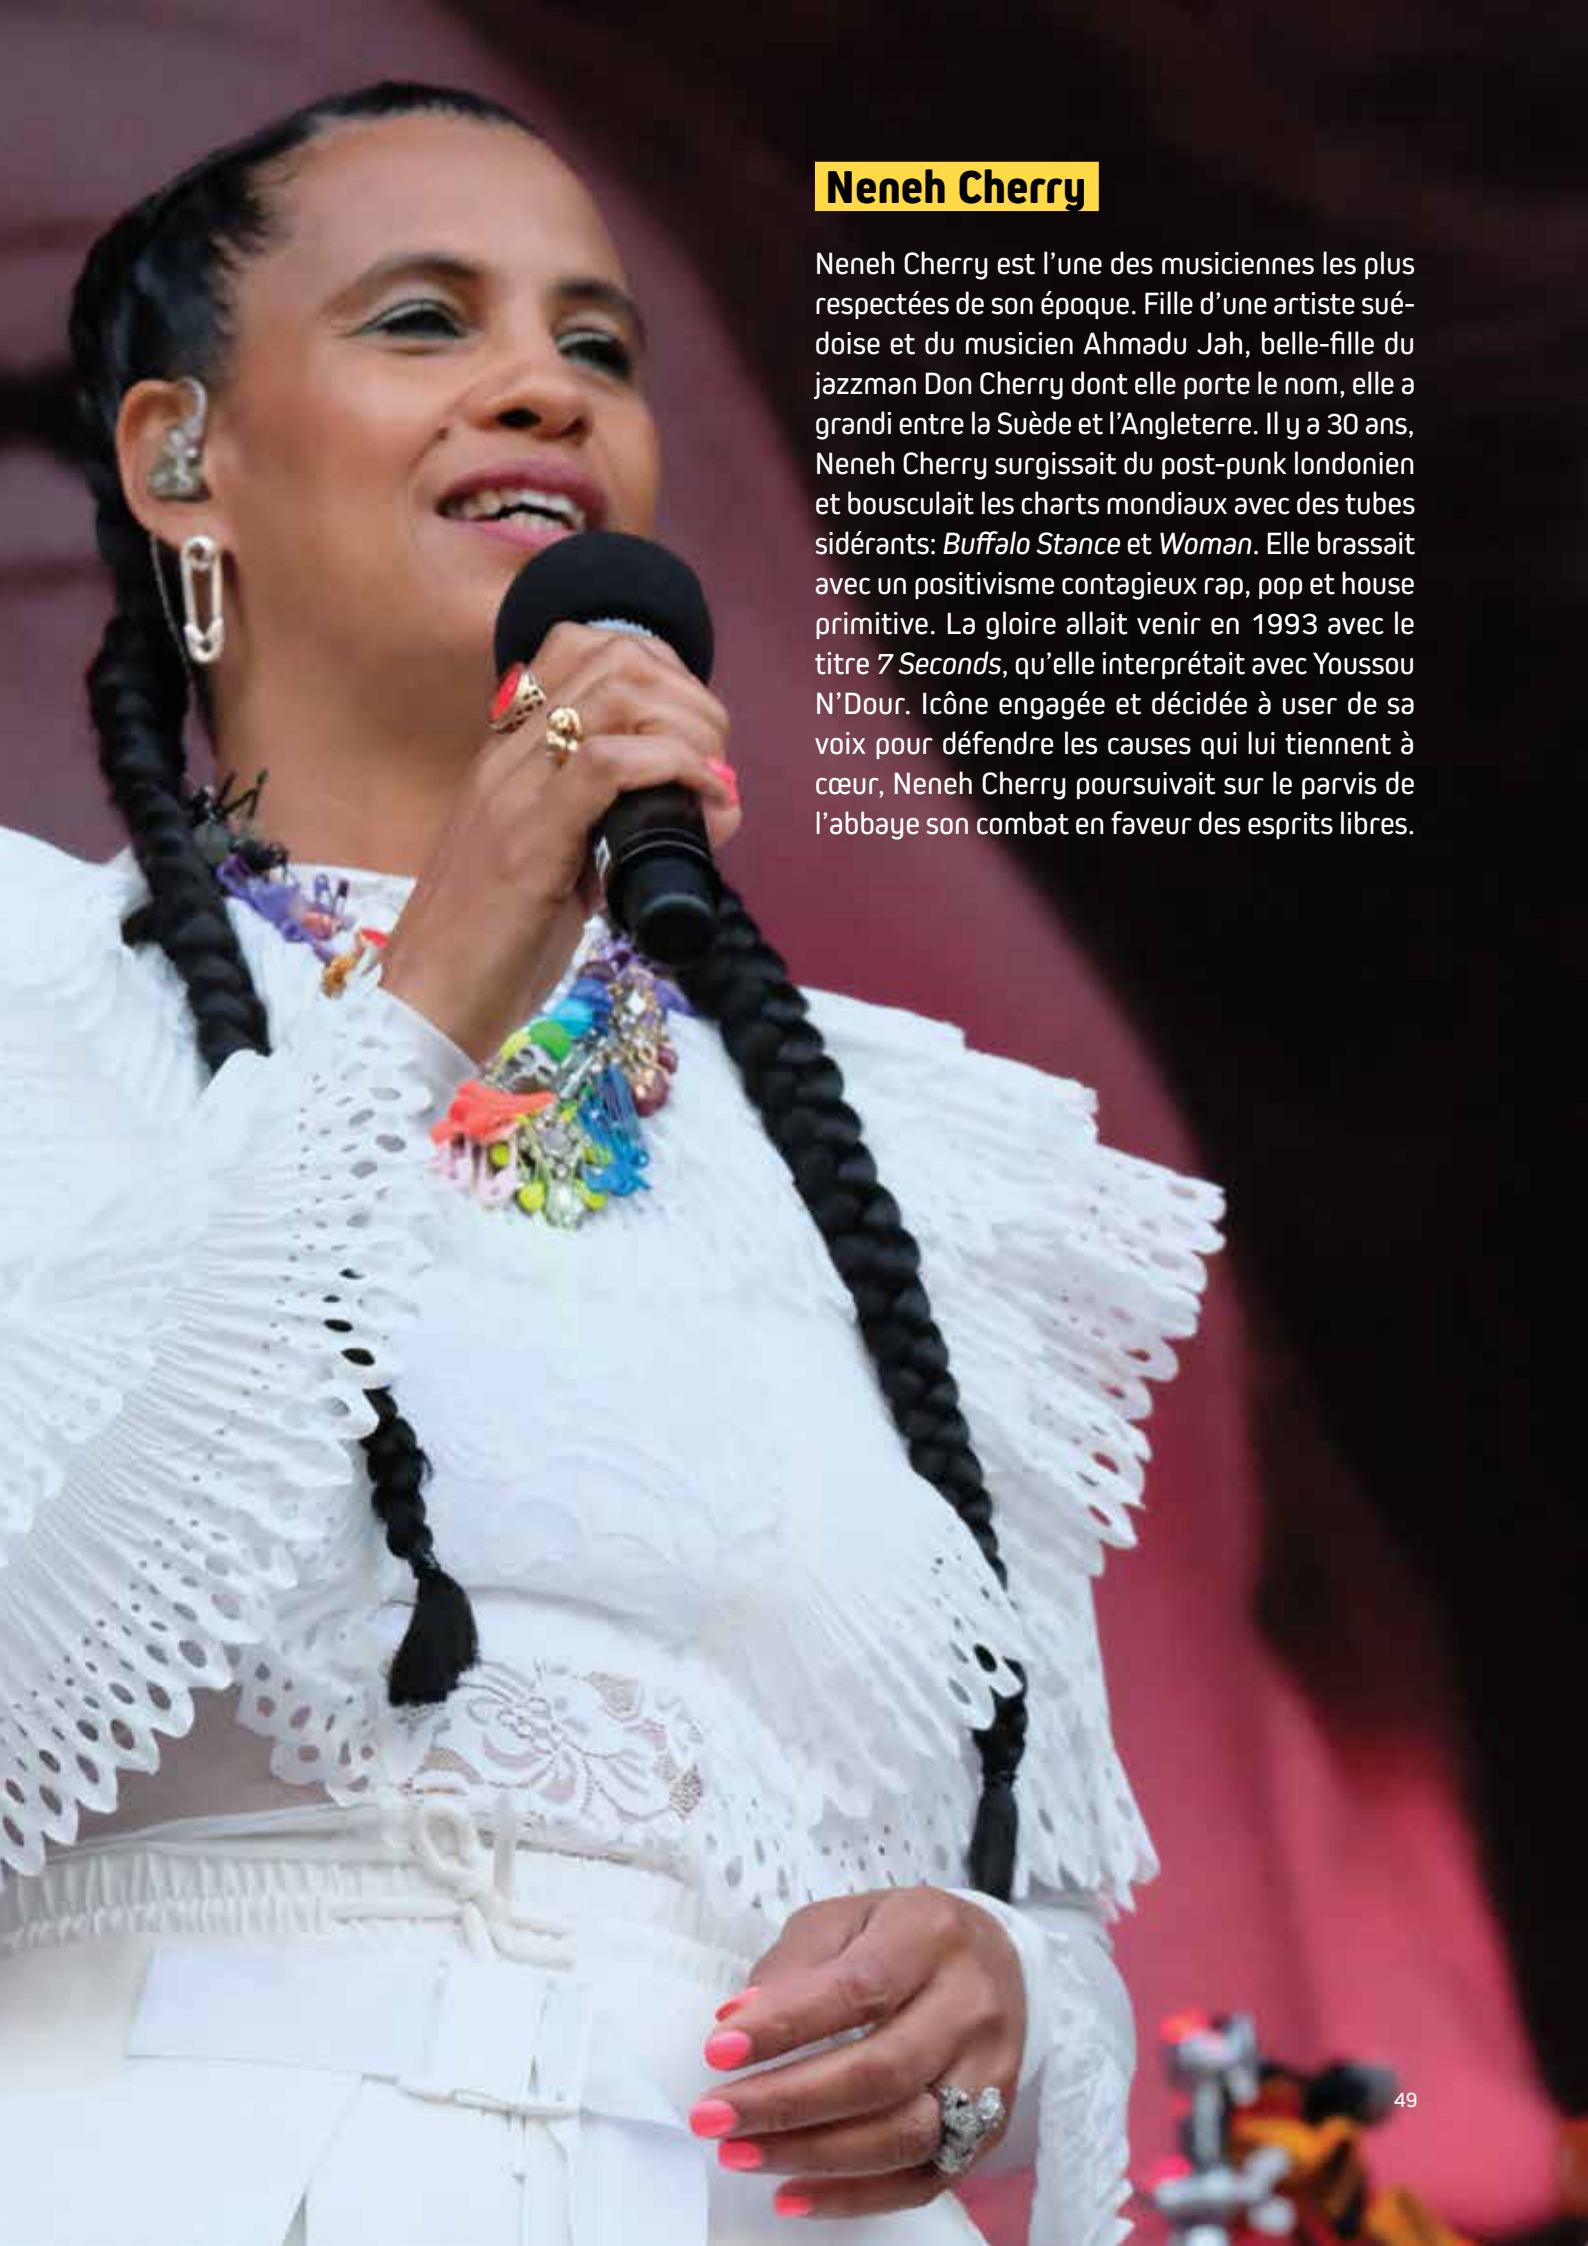 Neneh Cherry
Neneh Cherry est l’une des musiciennes les plus
respectées de son époque. Fille d’une artiste sué-
doise et du musicien Ahmadu Jah, belle-fille du
jazzman Don Cherry dont elle porte le nom, elle a
grandi entre la Suède et l’Angleterre. Il y a 30 ans,
Neneh Cherry surgissait du post-punk londonien
et bousculait les charts mondiaux avec des tubes
sidérants: Buffalo Stance et Woman. Elle brassait
avec un positivisme contagieux rap, pop et house
primitive. La gloire allait venir en 1993 avec le
titre 7 Seconds, qu’elle interprétait avec Youssou
N’Dour. Icône engagée et décidée à user de sa
voix pour défendre les causes qui lui tiennent à
cœur, Neneh Cherry poursuivait sur le parvis de
l’abbaye son combat en faveur des esprits libres.
49